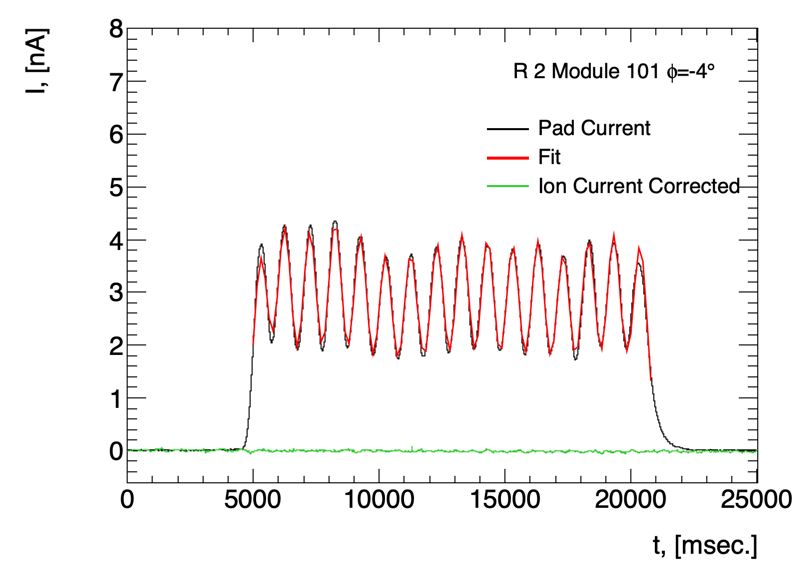 I, [nA]
8
7
6
5
4
3
2
1
0
R 2 Module 101 ϕ=-4°
Pad Current
Fit
Ion Current Corrected
0 5000 10000 15000 20000 25000
t, [msec.]